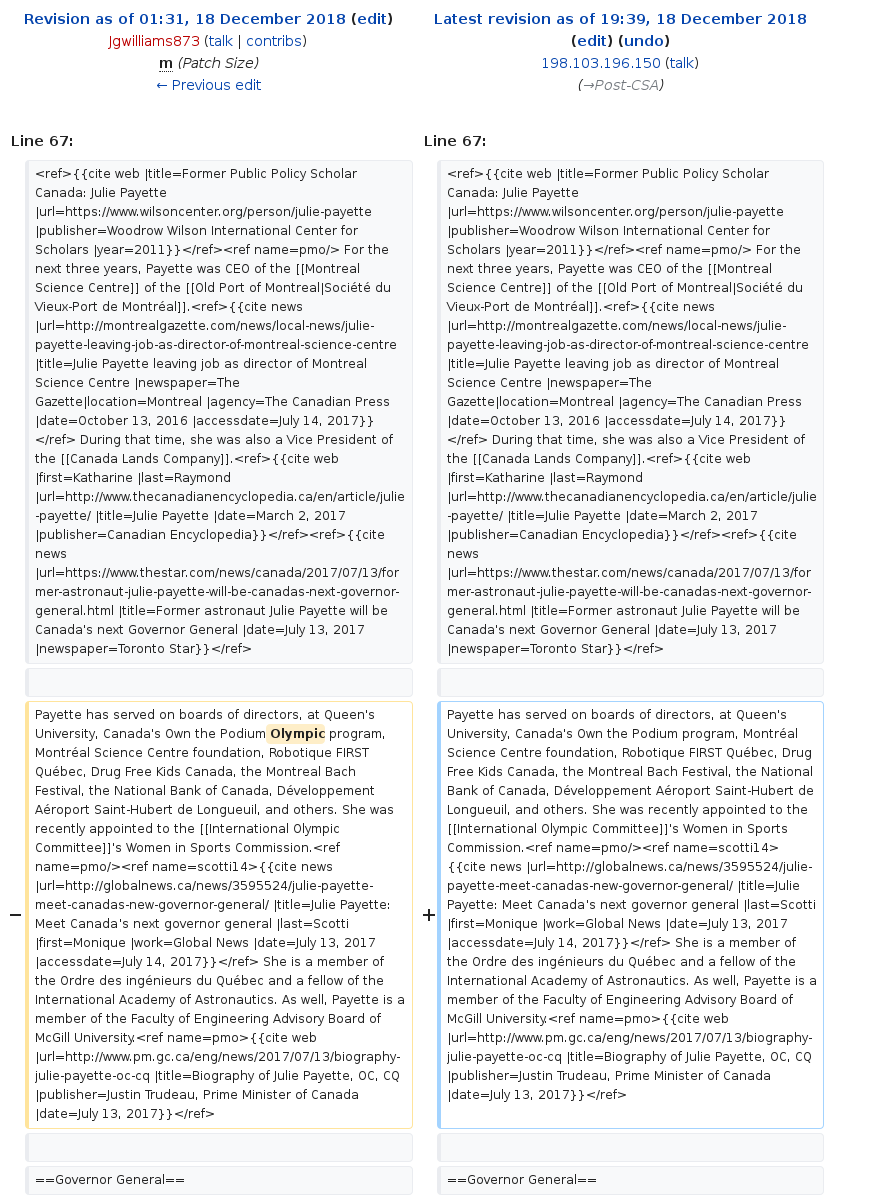 Revision as of 01:31, 18 December 2018 (edit)
Jgwilliams873 (talk | contribs)
m (Patch Size)
← Previous edit
Latest revision as of 19:39, 18 December 2018
(edit) (undo)
198.103.196.150 (talk)
(→Post-CSA)
Line 67:
<ref>{{cite web |title=Former Public Policy Scholar
Canada: Julie Payette
|url=https://www.wilsoncenter.org/person/julie-payette
|publisher=Woodrow Wilson International Center for
Scholars |year=2011}}</ref><ref name=pmo/> For the
next three years, Payette was CEO of the [[Montreal
Science Centre]] of the [[Old Port of Montreal|Société du
Vieux-Port de Montréal]].<ref>{{cite news
|url=http://montrealgazette.com/news/local-news/julie-
payette-leaving-job-as-director-of-montreal-science-centre
|title=Julie Payette leaving job as director of Montreal
Science Centre |newspaper=The
Gazette|location=Montreal |agency=The Canadian Press
|date=October 13, 2016 |accessdate=July 14, 2017}}
</ref> During that time, she was also a Vice President of
the [[Canada Lands Company]].<ref>{{cite web
|first=Katharine |last=Raymond
|url=http://www.thecanadianencyclopedia.ca/en/article/julie
-payette/ |title=Julie Payette |date=March 2, 2017
|publisher=Canadian Encyclopedia}}</ref><ref>{{cite
news
|url=https://www.thestar.com/news/canada/2017/07/13/for
mer-astronaut-julie-payette-will-be-canadas-next-governor-
general.html |title=Former astronaut Julie Payette will be
Canada's next Governor General |date=July 13, 2017
|newspaper=Toronto Star}}</ref>
Payette has served on boards of directors, at Queen's
University, Canada's Own the Podium Olympic program,
Montréal Science Centre foundation, Robotique FIRST
Québec, Drug Free Kids Canada, the Montreal Bach
Festival, the National Bank of Canada, Développement
Aéroport Saint-Hubert de Longueuil, and others. She was
recently appointed to the [[International Olympic
Committee]]'s Women in Sports Commission.<ref
name=pmo/><ref name=scotti14>{{cite news
|url=http://globalnews.ca/news/3595524/julie-payette-
meet-canadas-new-governor-general/ |title=Julie Payette:
− Meet Canada's next governor general |last=Scotti
|first=Monique |work=Global News |date=July 13, 2017
|accessdate=July 14, 2017}}</ref> She is a member of
the Ordre des ingénieurs du Québec and a fellow of the
International Academy of Astronautics. As well, Payette is a
member of the Faculty of Engineering Advisory Board of
McGill University.<ref name=pmo>{{cite web
|url=http://www.pm.gc.ca/eng/news/2017/07/13/biography-
julie-payette-oc-cq |title=Biography of Julie Payette, OC, CQ
|publisher=Justin Trudeau, Prime Minister of Canada
|date=July 13, 2017}}</ref>
==Governor General==
Line 67:
<ref>{{cite web |title=Former Public Policy Scholar
Canada: Julie Payette
|url=https://www.wilsoncenter.org/person/julie-payette
|publisher=Woodrow Wilson International Center for
Scholars |year=2011}}</ref><ref name=pmo/> For the
next three years, Payette was CEO of the [[Montreal
Science Centre]] of the [[Old Port of Montreal|Société du
Vieux-Port de Montréal]].<ref>{{cite news
|url=http://montrealgazette.com/news/local-news/julie-
payette-leaving-job-as-director-of-montreal-science-centre
|title=Julie Payette leaving job as director of Montreal
Science Centre |newspaper=The
Gazette|location=Montreal |agency=The Canadian Press
|date=October 13, 2016 |accessdate=July 14, 2017}}
</ref> During that time, she was also a Vice President of
the [[Canada Lands Company]].<ref>{{cite web
|first=Katharine |last=Raymond
|url=http://www.thecanadianencyclopedia.ca/en/article/julie
-payette/ |title=Julie Payette |date=March 2, 2017
|publisher=Canadian Encyclopedia}}</ref><ref>{{cite
news
|url=https://www.thestar.com/news/canada/2017/07/13/for
mer-astronaut-julie-payette-will-be-canadas-next-governor-
general.html |title=Former astronaut Julie Payette will be
Canada's next Governor General |date=July 13, 2017
|newspaper=Toronto Star}}</ref>
Payette has served on boards of directors, at Queen's
University, Canada's Own the Podium program, Montréal
Science Centre foundation, Robotique FIRST Québec, Drug
Free Kids Canada, the Montreal Bach Festival, the National
Bank of Canada, Développement Aéroport Saint-Hubert de
Longueuil, and others. She was recently appointed to the
[[International Olympic Committee]]'s Women in Sports
Commission.<ref name=pmo/><ref name=scotti14>
{{cite news |url=http://globalnews.ca/news/3595524/julie-
payette-meet-canadas-new-governor-general/ |title=Julie
Payette: Meet Canada's next governor general |last=Scotti
+ |first=Monique |work=Global News |date=July 13, 2017
|accessdate=July 14, 2017}}</ref> She is a member of
the Ordre des ingénieurs du Québec and a fellow of the
International Academy of Astronautics. As well, Payette is a
member of the Faculty of Engineering Advisory Board of
McGill University.<ref name=pmo>{{cite web
|url=http://www.pm.gc.ca/eng/news/2017/07/13/biography-
julie-payette-oc-cq |title=Biography of Julie Payette, OC, CQ
|publisher=Justin Trudeau, Prime Minister of Canada
|date=July 13, 2017}}</ref>
==Governor General==